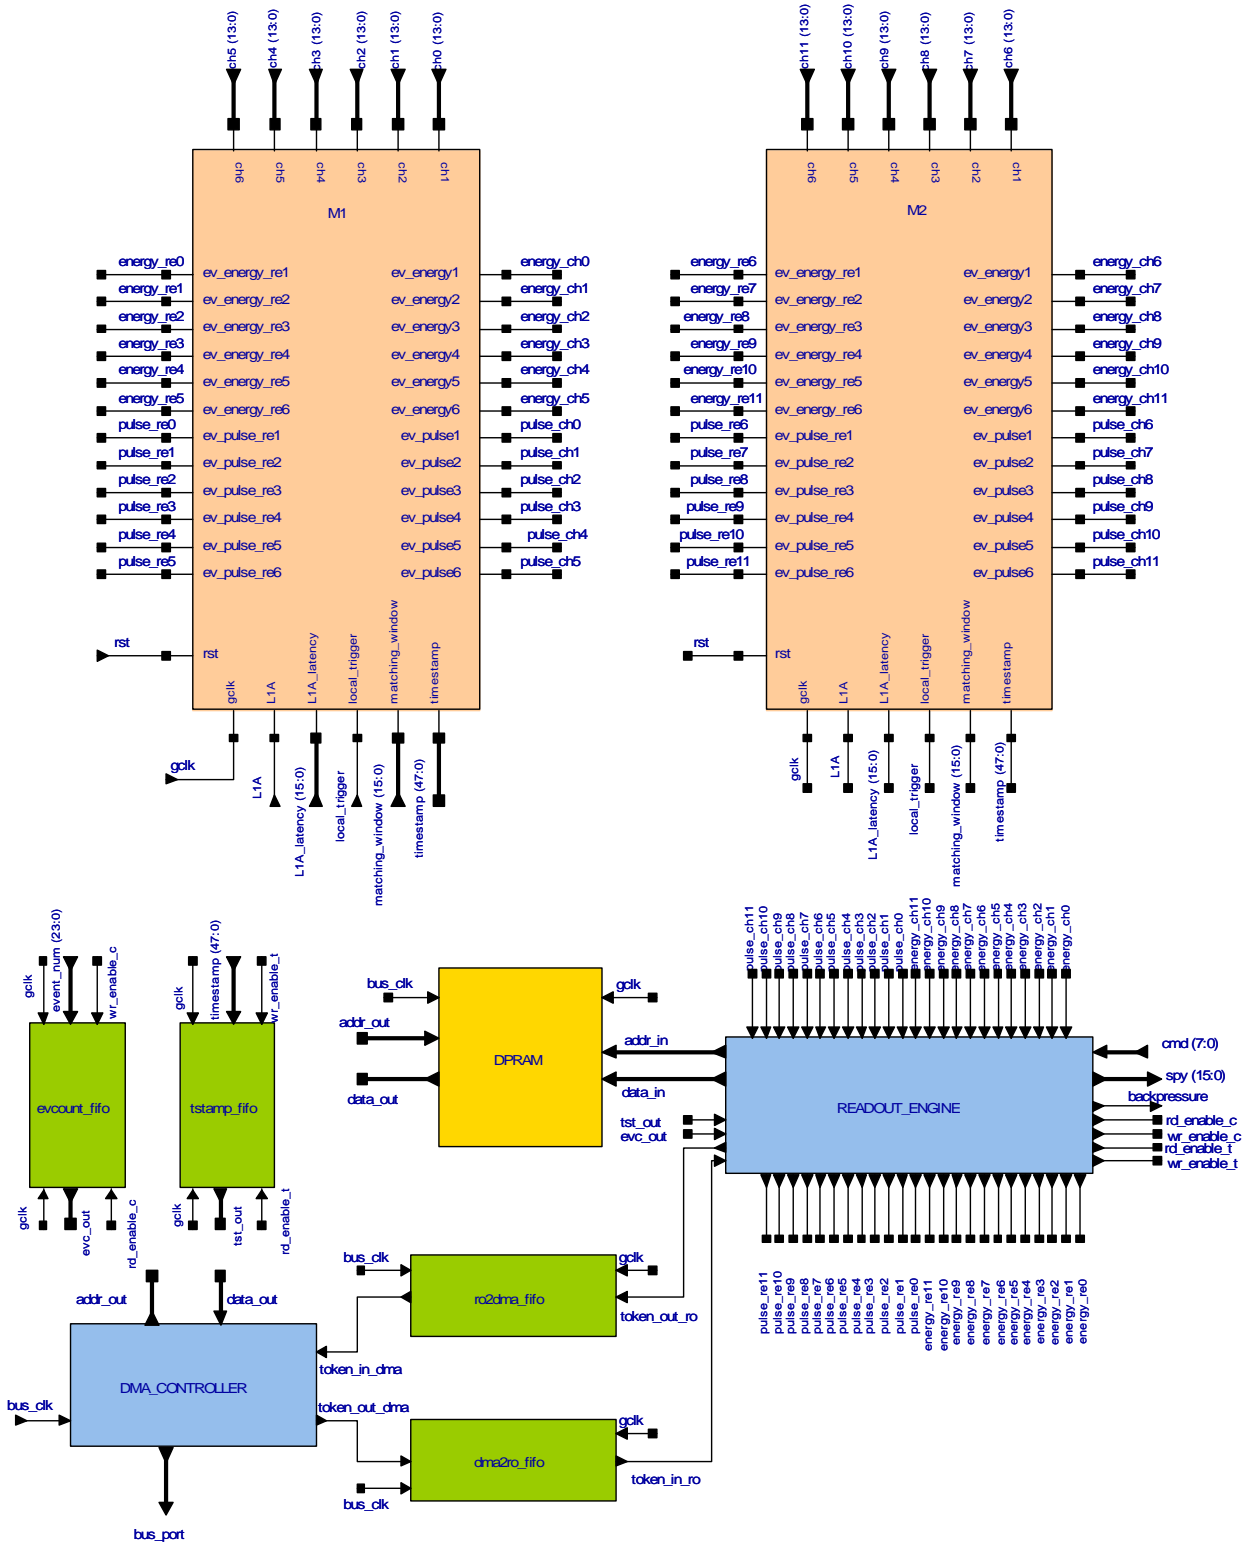 ch5 (13:0)
ch4 (13:0)
ch3 (13:0)
ch2 (13:0)
ch1 (13:0)
ch0 (13:0)
ch6
ch5
ch4
ch3
ch2
ch1
M1
energy_re0
energy_re1
energy_re2
energy_re3
energy_re4
energy_re5
pulse_re0
pulse_re1
pulse_re2
pulse_re3
pulse_re4
pulse_re5
ev_energy_re1
ev_energy_re2
ev_energy_re3
ev_energy_re4
ev_energy_re5
ev_energy_re6
ev_pulse_re1
ev_pulse_re2
ev_pulse_re3
ev_pulse_re4
ev_pulse_re5
ev_pulse_re6
ev_energy1
ev_energy2
ev_energy3
ev_energy4
ev_energy5
ev_energy6
ev_pulse1
ev_pulse2
ev_pulse3
ev_pulse4
ev_pulse5
ev_pulse6
energy_ch0
energy_ch1
energy_ch2
energy_ch3
energy_ch4
energy_ch5
pulse_ch0
pulse_ch1
pulse_ch2
pulse_ch3
pulse_ch4
pulse_ch5
rst
rst
gclk
L1A
L1A_latency
local_trigger
matching_window
timestamp
gclk
L1A
L1A_latency (15:0)
local_trigger
matching_window (15:0)
timestamp (47:0)
ch11 (13:0)
ch10 (13:0)
ch9 (13:0)
ch8 (13:0)
ch7 (13:0)
ch6 (13:0)
ch6
ch5
ch4
ch3
ch2
ch1
M2
energy_re6
energy_re7
energy_re8
energy_re9
energy_re10
energy_re11
pulse_re6
pulse_re7
pulse_re8
pulse_re9
pulse_re10
pulse_re11
ev_energy_re1
ev_energy_re2
ev_energy_re3
ev_energy_re4
ev_energy_re5
ev_energy_re6
ev_pulse_re1
ev_pulse_re2
ev_pulse_re3
ev_pulse_re4
ev_pulse_re5
ev_pulse_re6
ev_energy1
ev_energy2
ev_energy3
ev_energy4
ev_energy5
ev_energy6
ev_pulse1
ev_pulse2
ev_pulse3
ev_pulse4
ev_pulse5
ev_pulse6
energy_ch6
energy_ch7
energy_ch8
energy_ch9
energy_ch10
energy_ch11
pulse_ch6
pulse_ch7
pulse_ch8
pulse_ch9
pulse_ch10
pulse_ch11
rst
rst
gclk
L1A
L1A_latency
local_trigger
matching_window
timestamp
gclk
L1A
L1A_latency (15:0)
local_trigger
matching_window (15:0)
timestamp (47:0)
gclk
event_num (23:0)
wr_enable_c
evcount_fifo
gclk
evc_out
rd_enable_c
gclk
timestamp (47:0)
wr_enable_t
tstamp_fifo
gclk
tst_out
rd_enable_t
bus_clk
addr_out
data_out
DPRAM
gclk
addr_in
data_in
pulse_ch11
pulse_ch10
pulse_ch9
pulse_ch8
pulse_ch7
pulse_ch6
pulse_ch5
pulse_ch4
pulse_ch3
pulse_ch2
pulse_ch1
pulse_ch0
energy_ch11
energy_ch10
energy_ch9
energy_ch8
energy_ch7
energy_ch6
energy_ch5
energy_ch4
energy_ch3
energy_ch2
energy_ch1
energy_ch0
tst_out
evc_out
READOUT_ENGINE
cmd (7:0)
spy (15:0)
backpressure
rd_enable_c
wr_enable_c
rd_enable_t
wr_enable_t
pulse_re11
pulse_re10
pulse_re9
pulse_re8
pulse_re7
pulse_re6
pulse_re5
pulse_re4
pulse_re3
pulse_re2
pulse_re1
pulse_re0
energy_re11
energy_re10
energy_re9
energy_re8
energy_re7
energy_re6
energy_re5
energy_re4
energy_re3
energy_re2
energy_re1
energy_re0
addr_out
data_out
DMA_CONTROLLER
bus_clk
bus_port
bus_clk
gclk
ro2dma_fifo
token_out_ro
token_in_dma
token_out_dma
gclk
dma2ro_fifo
token_in_ro
bus_clk